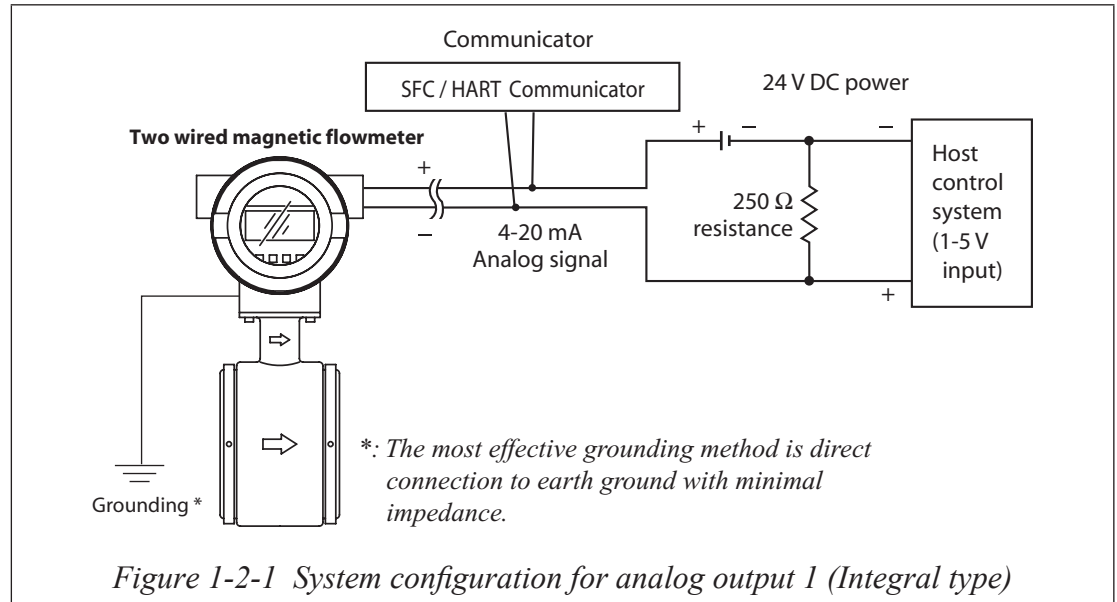 Communicator
SFC / HART Communicator
24 V DC power
Two wired magnetic flowmeter
+
–
4-20 mA
Analog signal
+
–
250 Ω
resistance
–
+
Host
control
system
(1-5 V
input)
Grounding *
*: The most effective grounding method is direct
connection to earth ground with minimal
impedance.
Figure 1-2-1 System configuration for analog output 1 (Integral type)